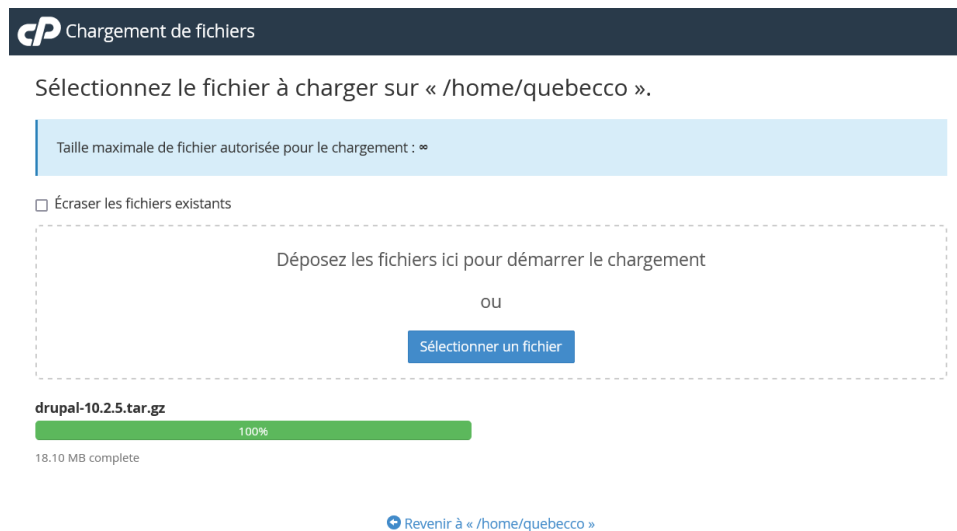 cP Chargement de fichiers
Sélectionnez le fichier à charger sur « /home/quebecco ».
Taille maximale de fichier autorisée pour le chargement : ∞
Écraser les fichiers existants
Déposez les fichiers ici pour démarrer le chargement
ou
Sélectionner un fichier
drupal-10.2.5.tar.gz
100%
18.10 MB complete
Revenir à « /home/quebecco »